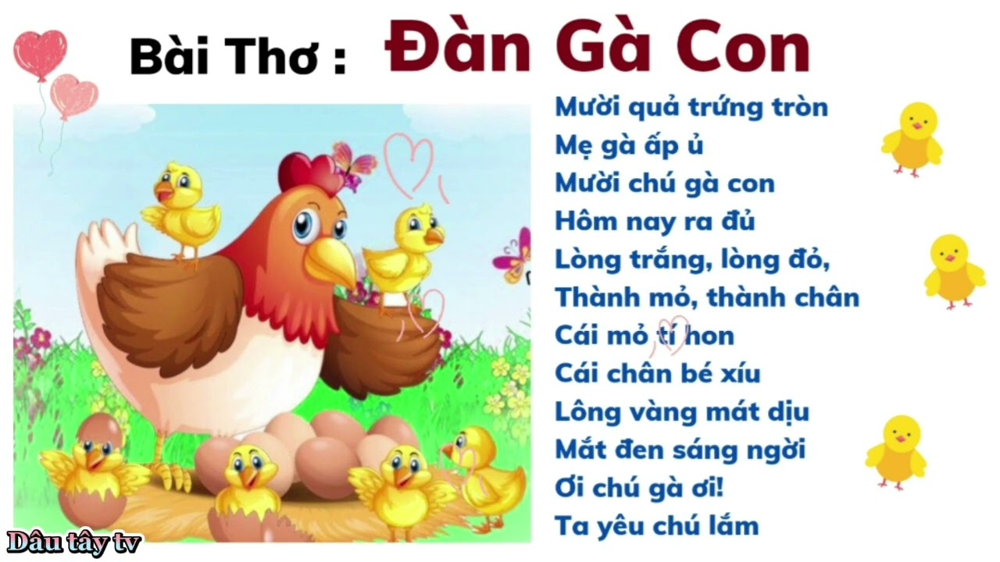 Bài Thơ : Đàn Gà Con
Mười quả trứng tròn
Mẹ gà ấp ủ
Mười chú gà con
Hôm nay ra đủ
Lòng trắng, lòng đỏ,
Thành mỏ, thành chân
Cái mỏ tí hon
Cái chân bé xíu
Lông vàng mát dịu
Mắt đen sáng ngời
Ơi chú gà ơi!
Ta yêu chú lắm
Dâu tây tv